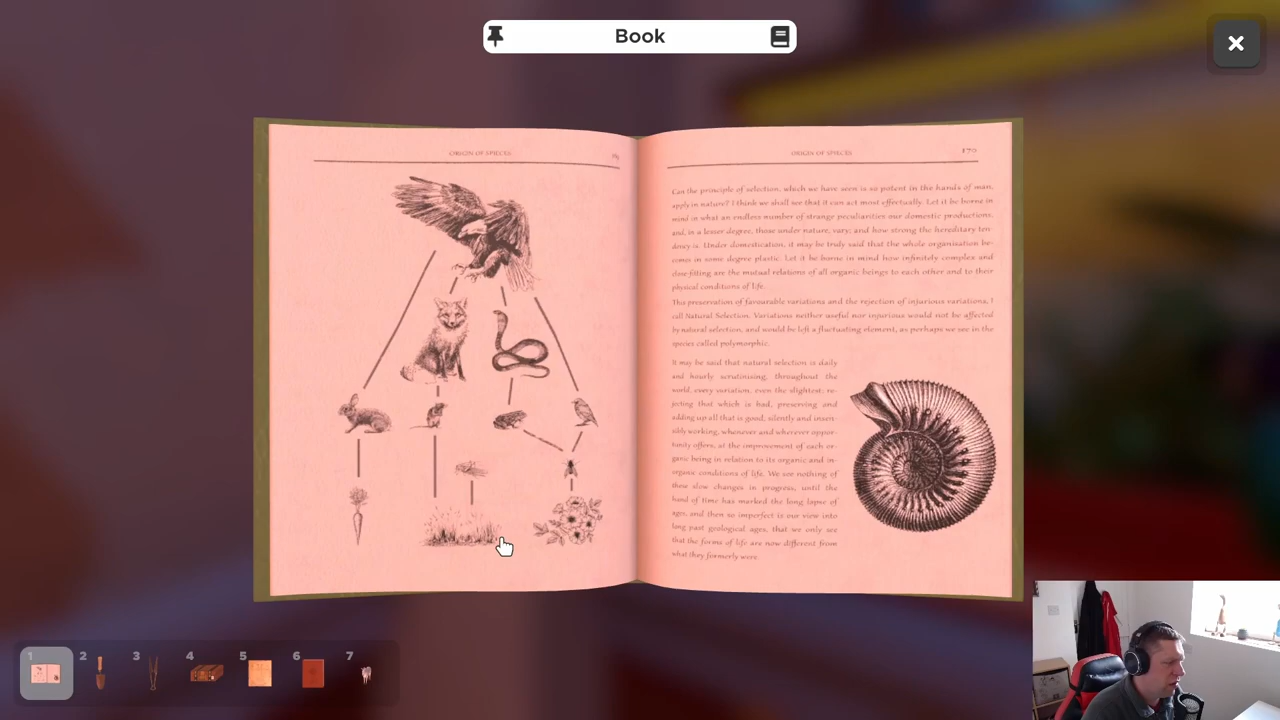 Book
ORIGIN OF SPECIES
ORIGIN OF SPECIES 170
Can the principle of selection, which we have seen is so potent in the hands of man,
apply in nature? I think we shall see that it can act most effectually. Let it be borne in
mind in what an endless number of strange peculiarities our domestic productions,
and, in a lesser degree, those under nature, vary; and how strong the hereditary ten-
dency is. Under domestication, it may be truly said that the whole organisation be-
comes in some degree plastic. Let it be borne in mind how infinitely complex and
close-fitting are the mutual relations of all organic beings to each other and to their
physical conditions of life.
This preservation of favourable variations and the rejection of injurious variations, I
call Natural Selection. Variations neither useful nor injurious would not be affected
by natural selection, and would be left a fluctuating element, as perhaps we see in the
species called polymorphic.
It may be said that natural selection is daily
and hourly scrutinising, throughout the
world, every variation, even the slightest; re-
jecting that which is bad, preserving and
adding up all that is good; silently and insen-
sibly working, whenever and wherever oppor-
tunity offers, at the improvement of each or-
ganic being in relation to its organic and in-
organic conditions of life. We see nothing of
these slow changes in progress, until the
hand of time has marked the long lapse of
ages, and then so imperfect is our view into
long past geological ages, that we only see
that the forms of life are now different from
what they formerly were.
1 2 3 4 5 6 7